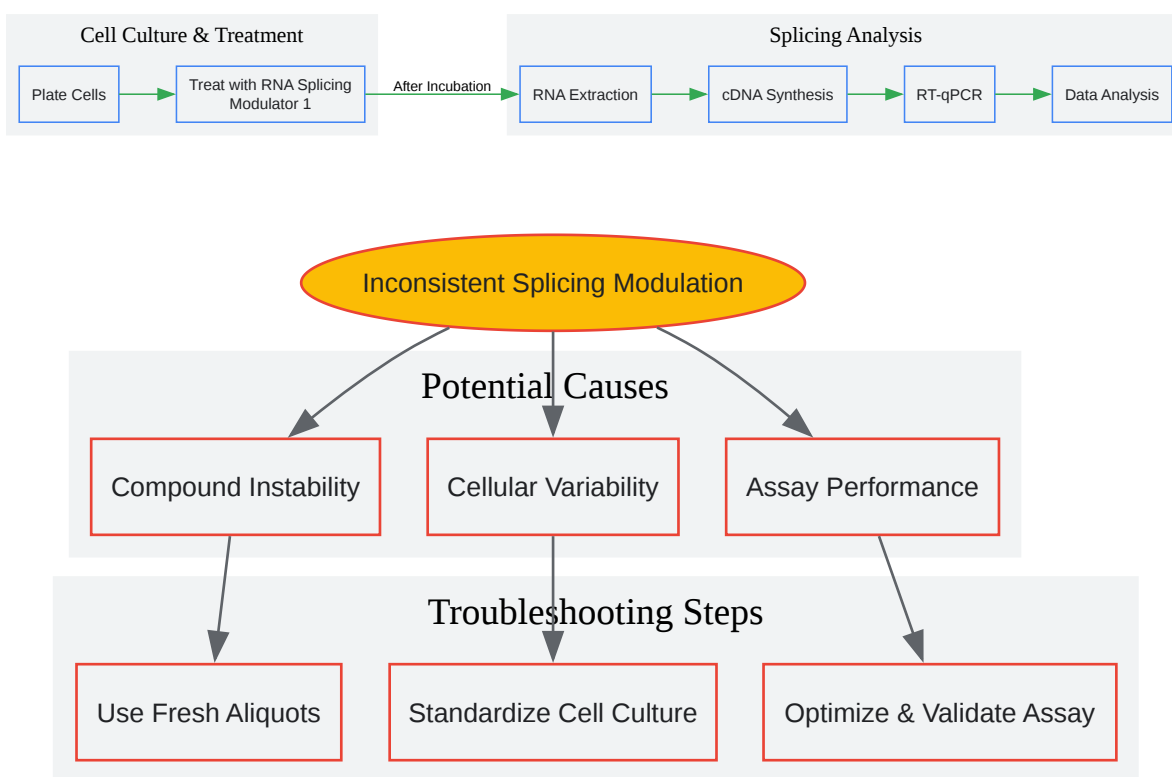 Cell Culture & Treatment
Splicing Analysis
Plate Cells
Treat with RNA Splicing
Modulator 1
After Incubation
RNA Extraction
cDNA Synthesis
RT-qPCR
Data Analysis
Inconsistent Splicing Modulation
Potential Causes
Compound Instability
Cellular Variability
Assay Performance
Troubleshooting Steps
Use Fresh Aliquots
Standardize Cell Culture
Optimize & Validate Assay